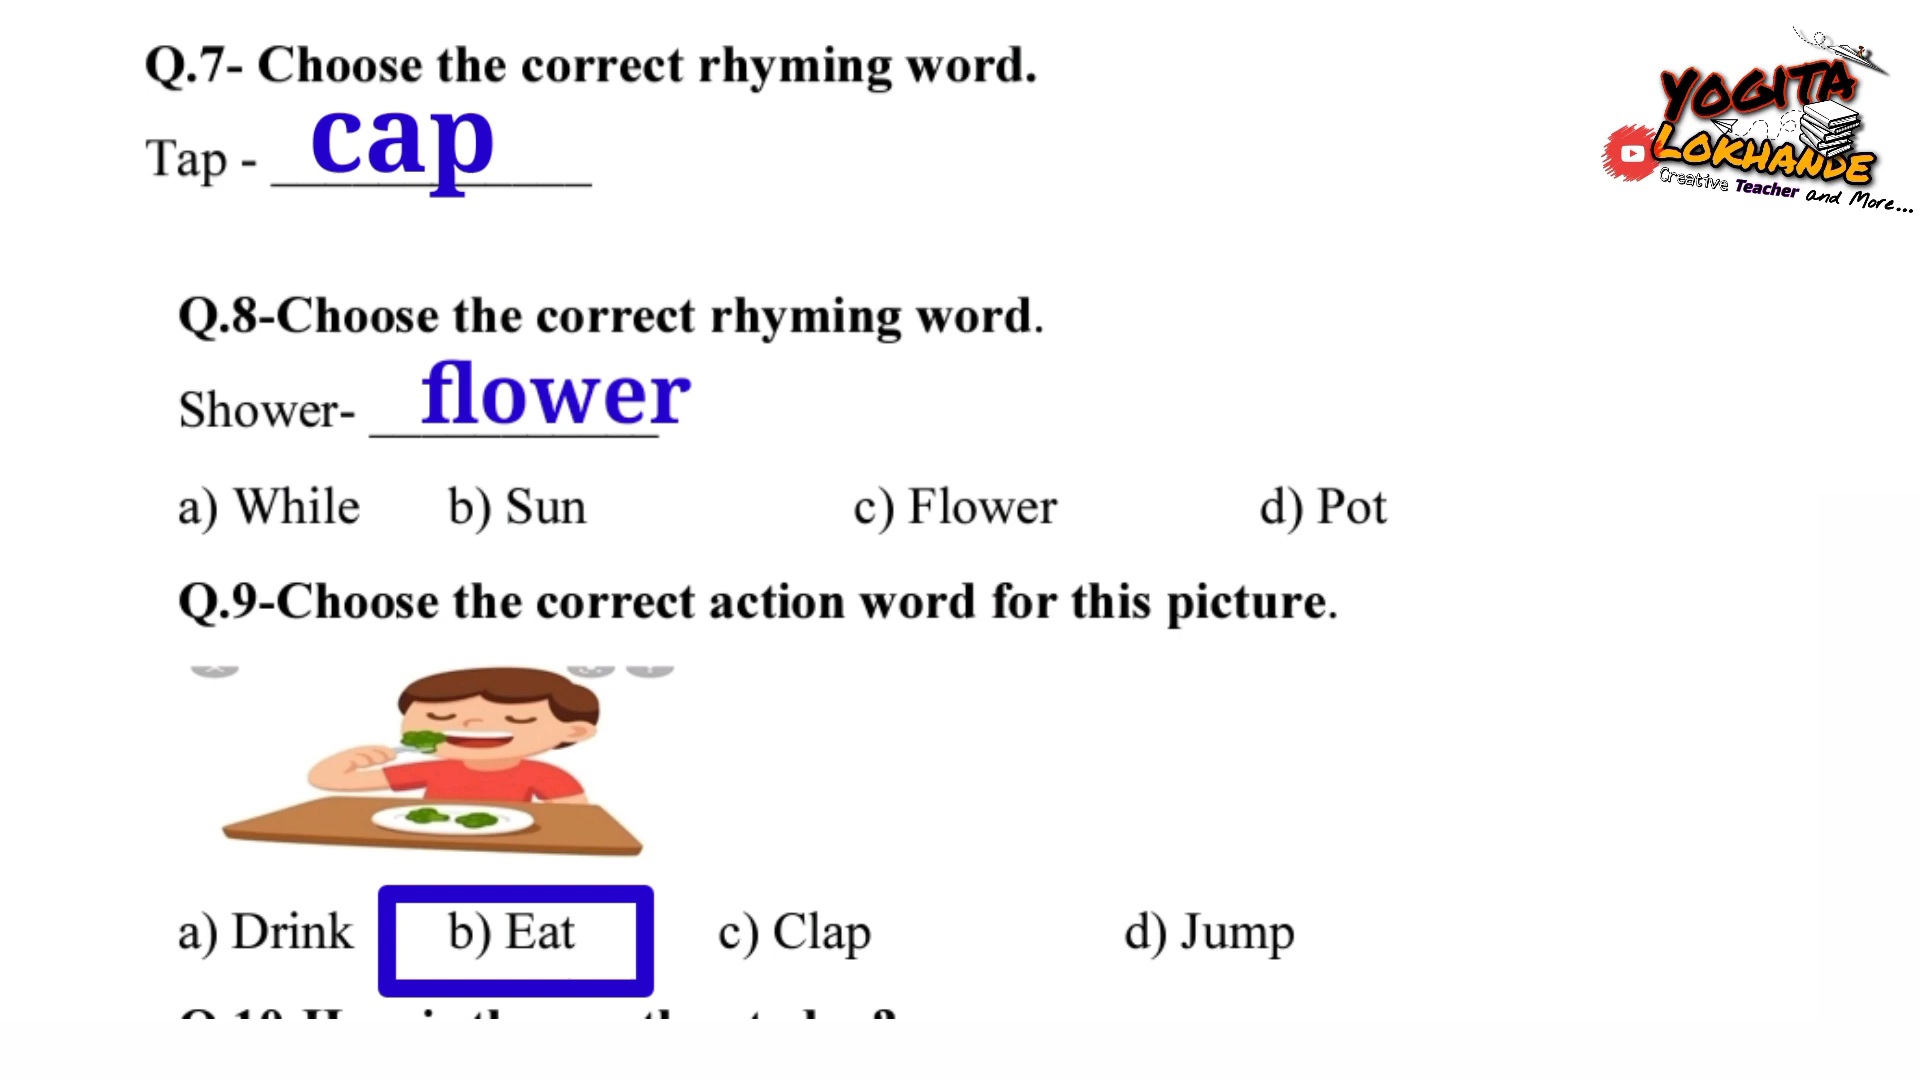 Q.7- Choose the correct rhyming word.
Tap - cap
YOGITA
LOKHANDE
Creative Teacher and More...
Q.8-Choose the correct rhyming word.
Shower- flower
a) While b) Sun c) Flower d) Pot
Q.9-Choose the correct action word for this picture.
a) Drink b) Eat c) Clap d) Jump